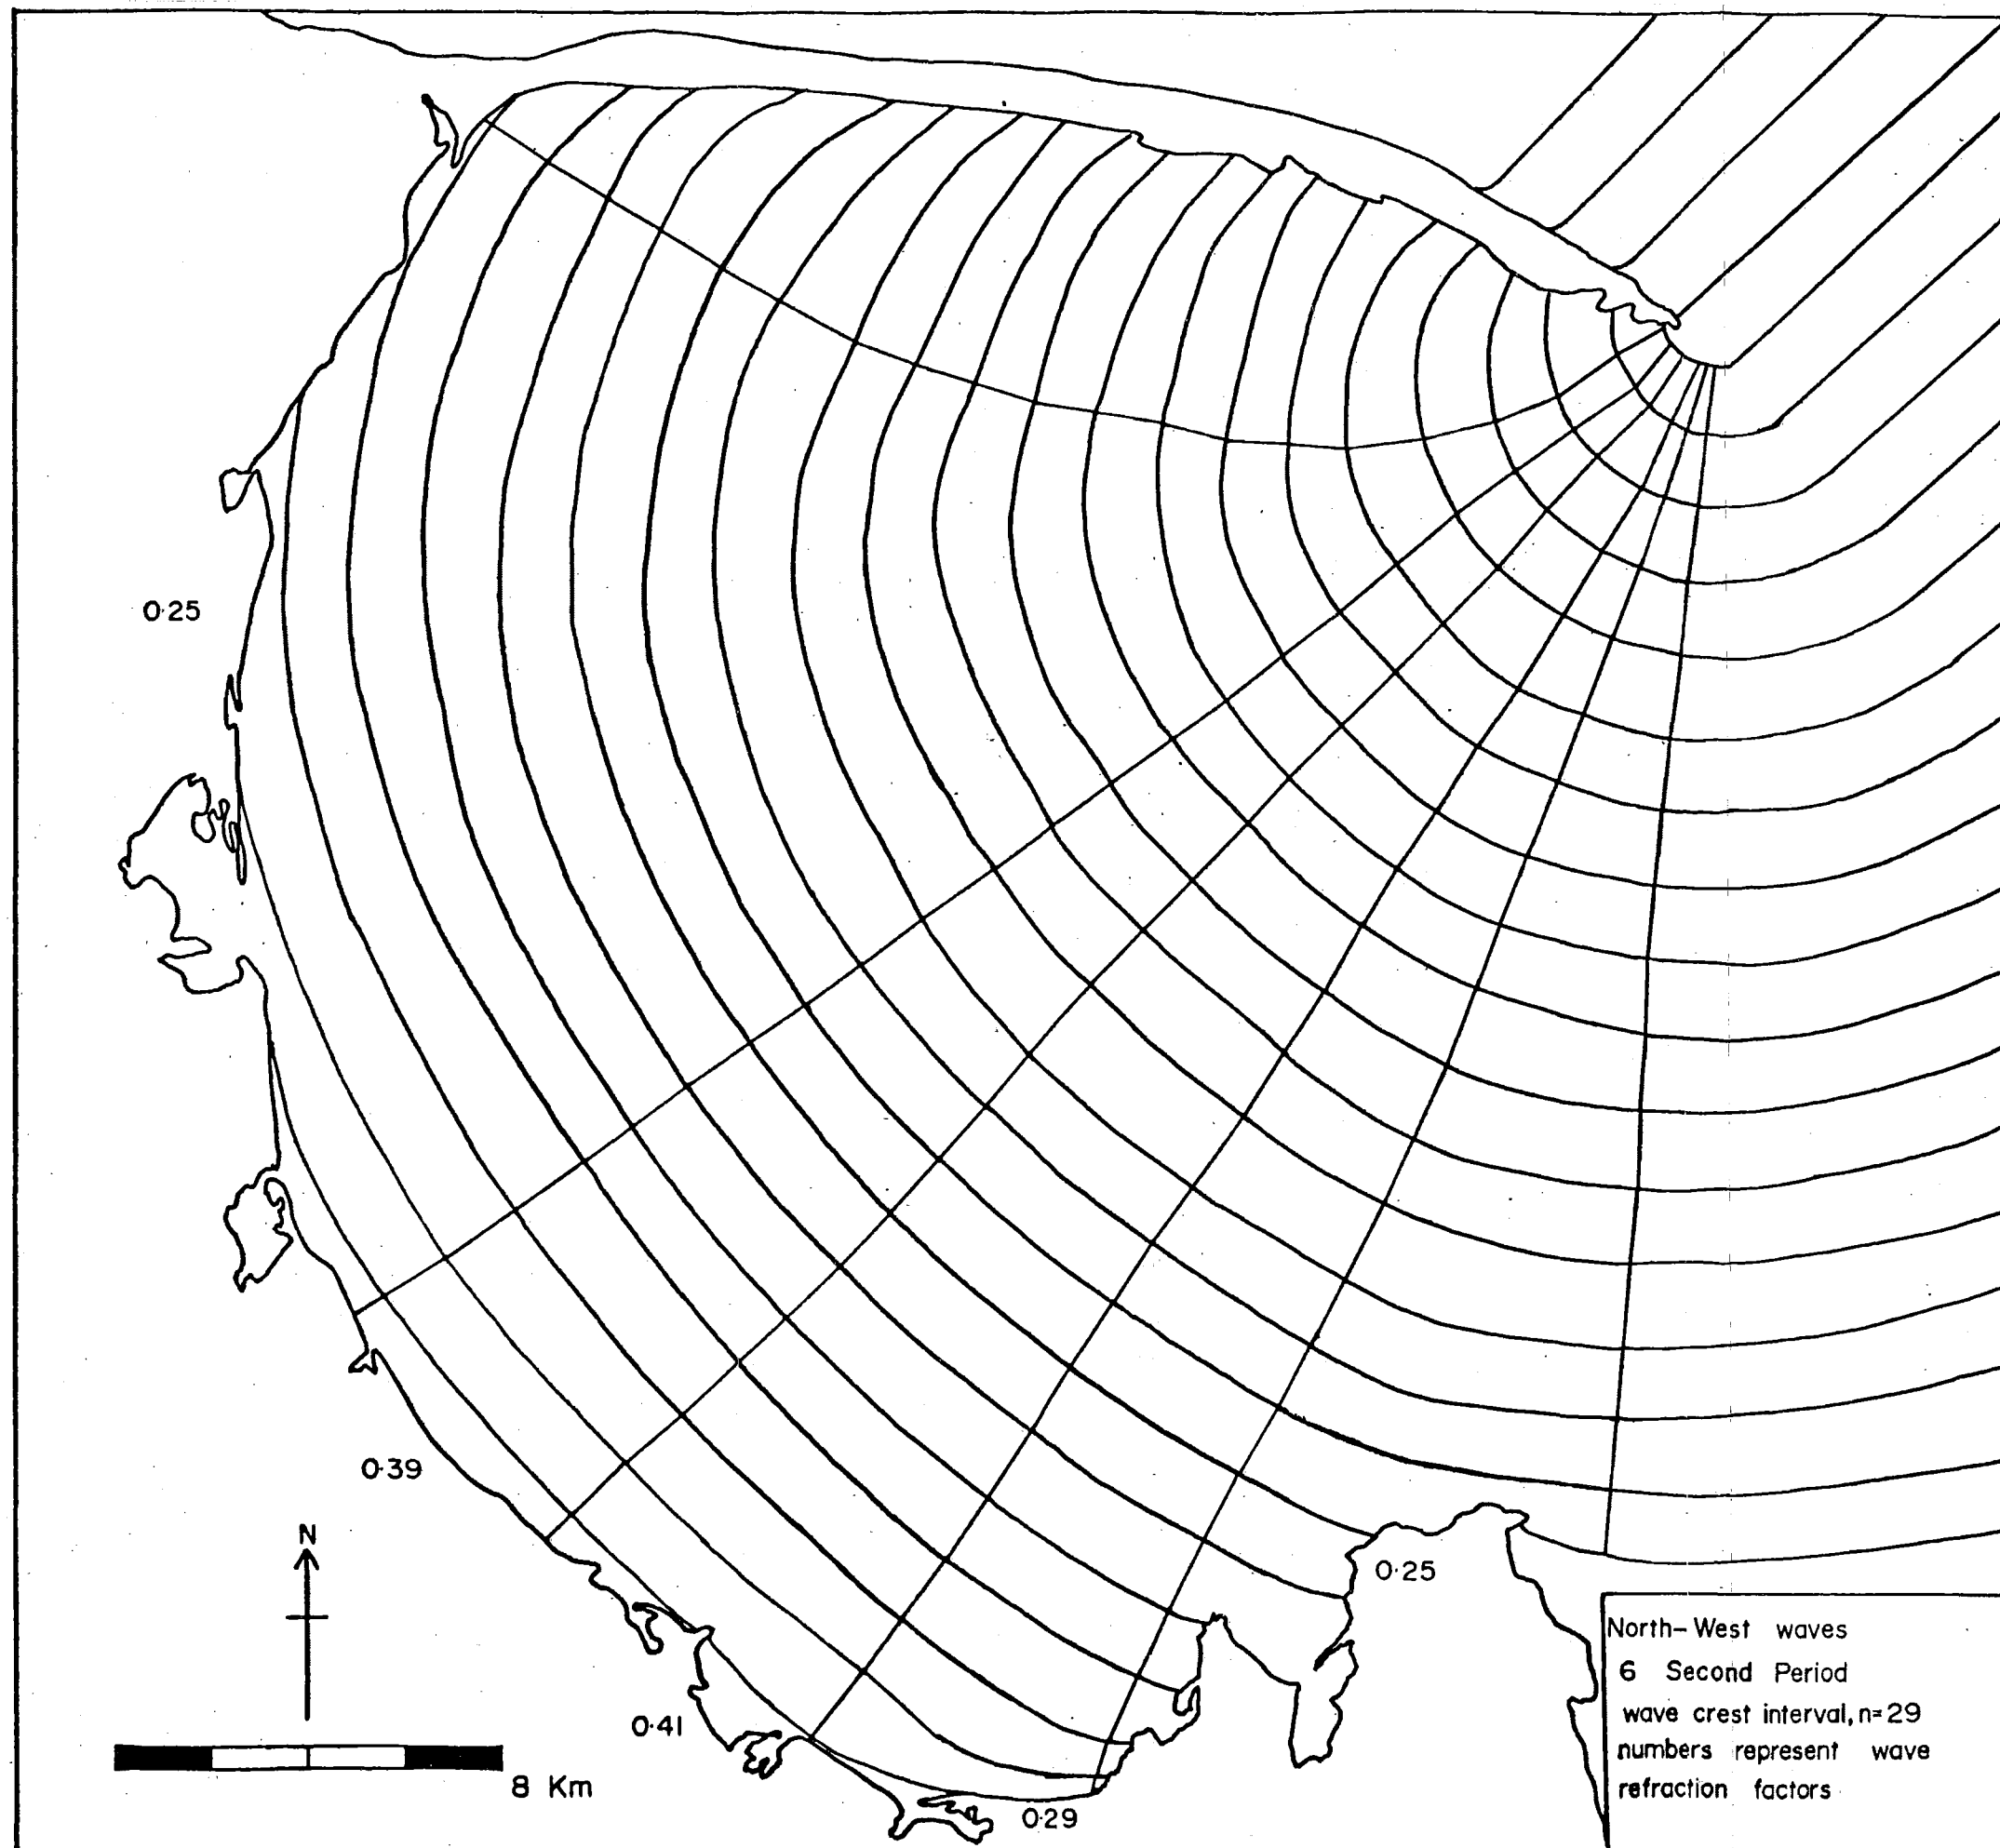 0·25
0·39
N
0·25
0·41
8 Km
0·29
North-West waves
6 Second Period
wave crest interval, n=29
numbers represent wave
refraction factors